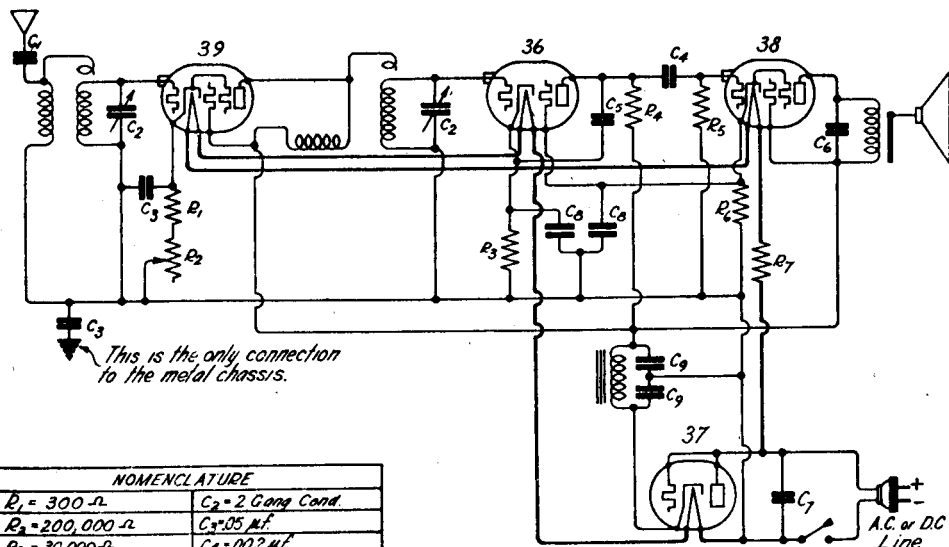 39
36
38
C1
C2
C3
R1
R2
C2
C5
R4
C4
R5
C6
R3
C8
C8
R6
R7
C3
This is the only connection
to the metal chassis.
C9
C9
37
C7
+
-
A.C. or D.C
Line
NOMENCLATURE
R1 = 300 Ω
C2 = 2 Gang Cond.
R2 = 200,000 Ω
C3 = .05 µf.